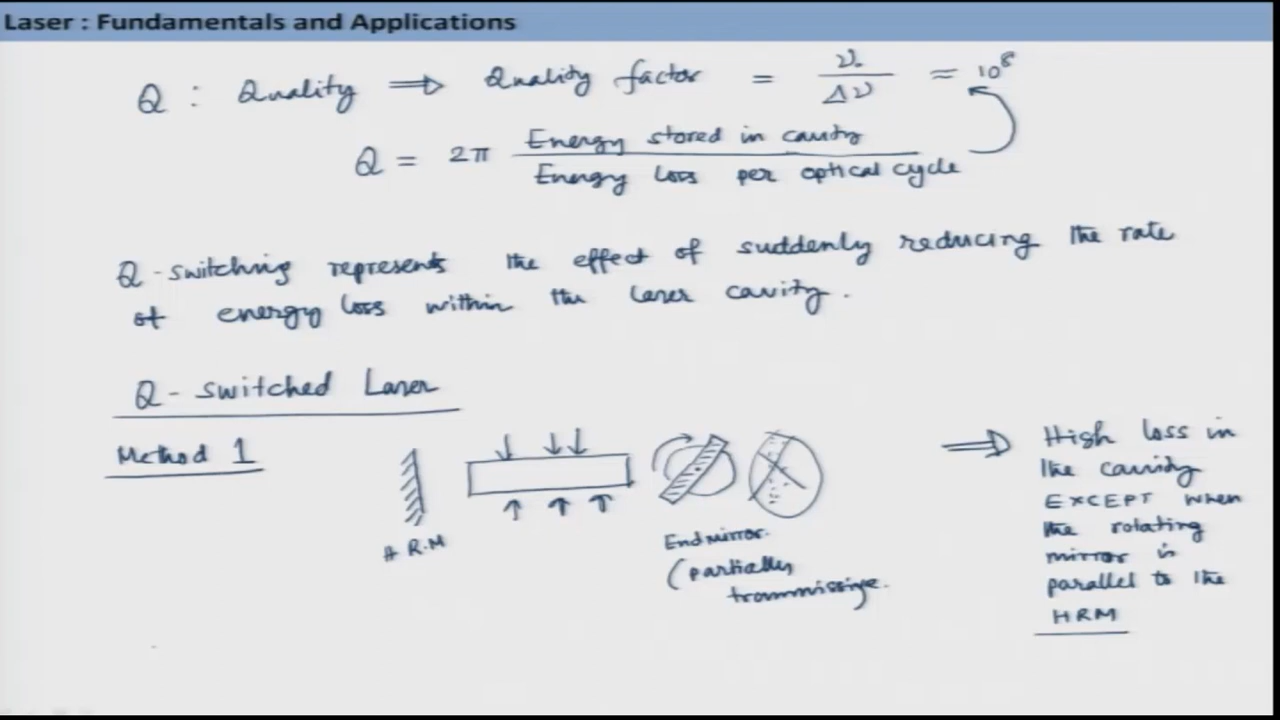 Laser : Fundamentals and Applications
Q : Quality ⟹ Quality factor = ν₀/Δν ≈ 10⁸
Q = 2π Energy stored in cavity / Energy loss per optical cycle
Q-switching represents the effect of suddenly reducing the rate
of energy loss within the laser cavity.
Q-switched Laser
Method 1
H R.M
End mirror.
(partially
transmissive.
⟹ High loss in
the cavity
EXCEPT when
the rotating
mirror is
parallel to the
HRM